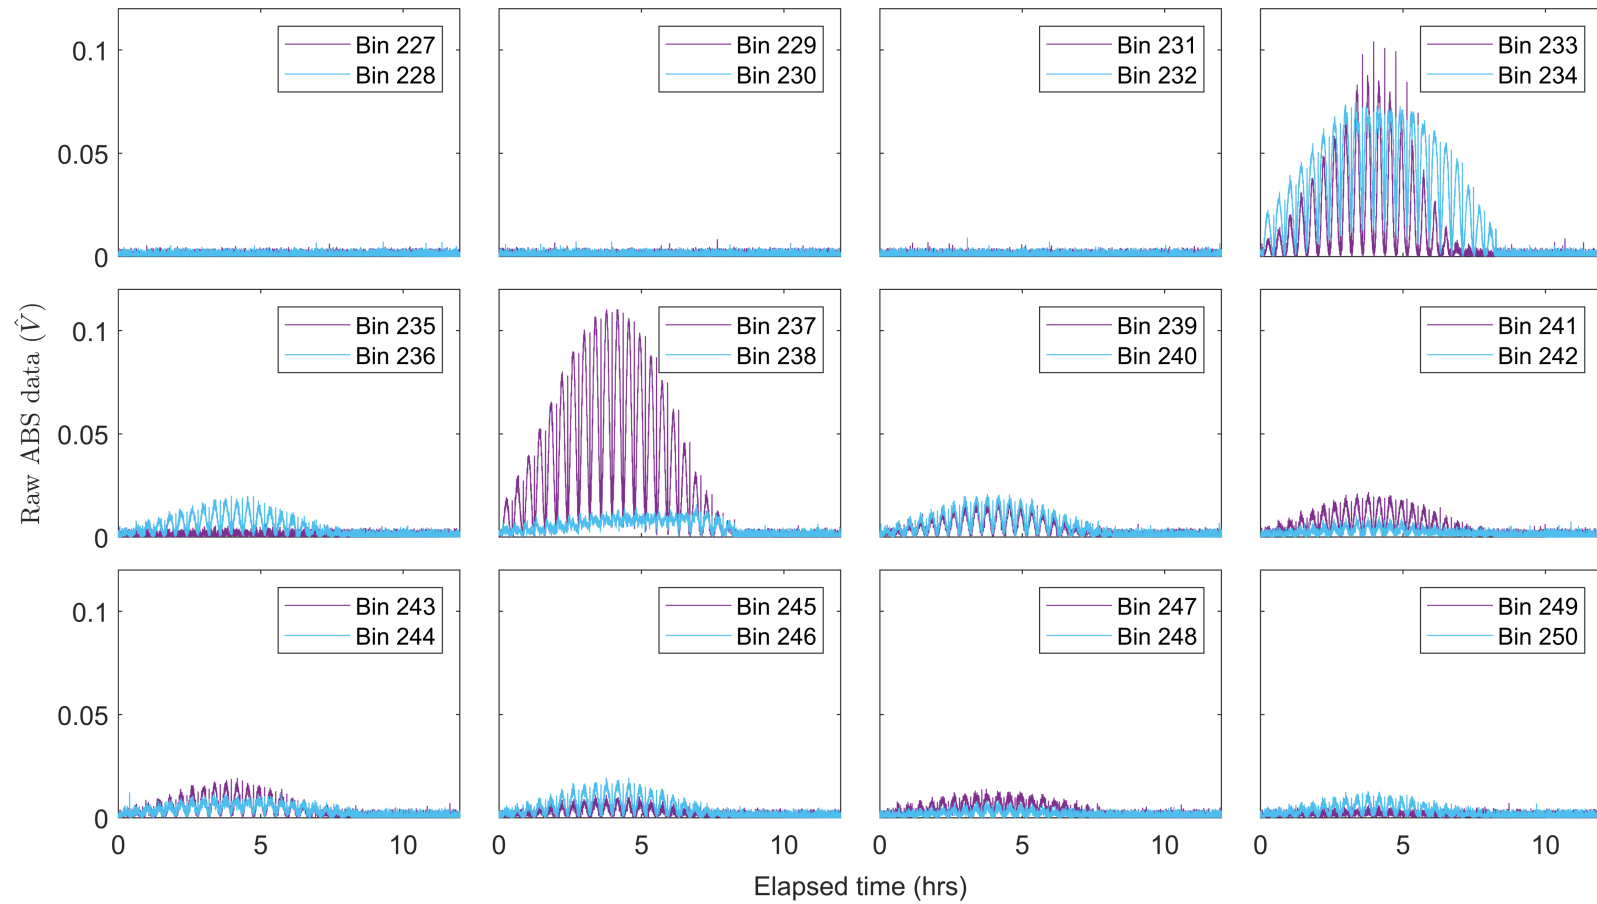 0.1
0.05
0
Bin 227
Bin 228
Bin 229
Bin 230
Bin 231
Bin 232
Bin 233
Bin 234
Raw ABS data (V̂)
0.1
0.05
0
Bin 235
Bin 236
Bin 237
Bin 238
Bin 239
Bin 240
Bin 241
Bin 242
0.1
0.05
0
Bin 243
Bin 244
Bin 245
Bin 246
Bin 247
Bin 248
Bin 249
Bin 250
0 5 10
0 5 10
0 5 10
0 5 10
Elapsed time (hrs)